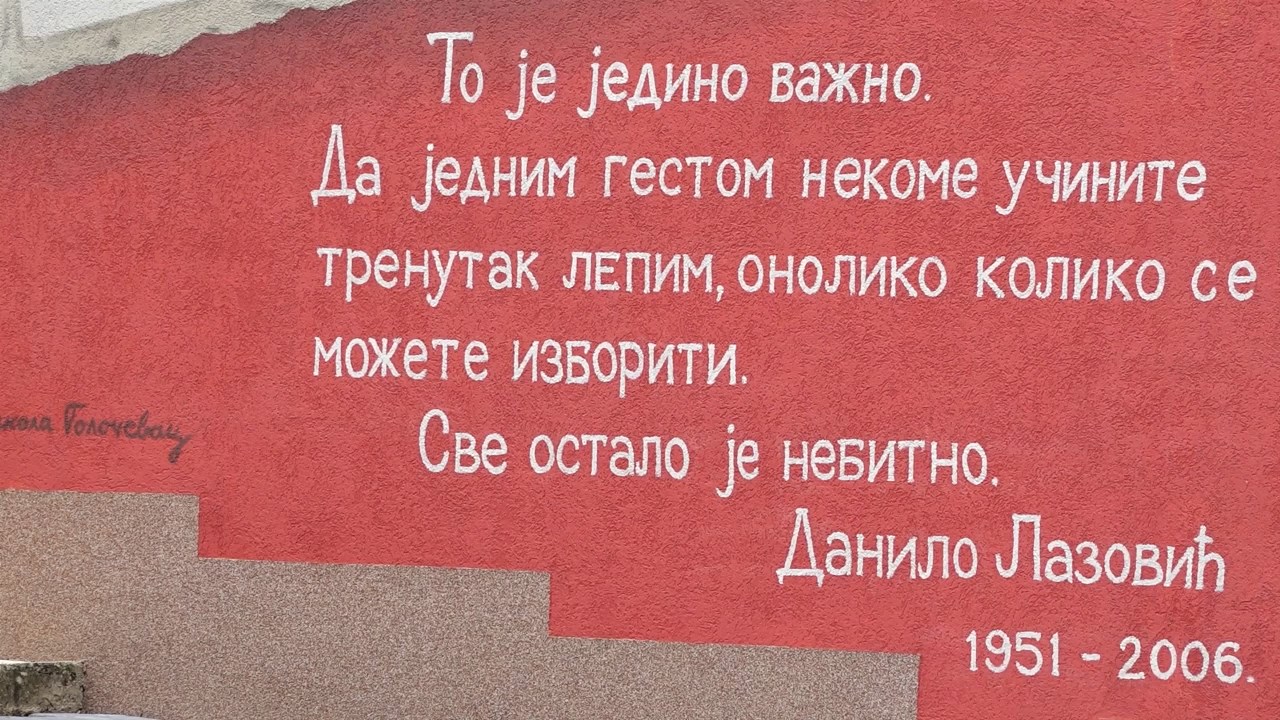 То је једино важно.
Да једним гестом некоме учините
тренутак лепим, онолико колико се
можете изборити.
Све остало је небитно.
Данило Лазовић
1951 - 2006.